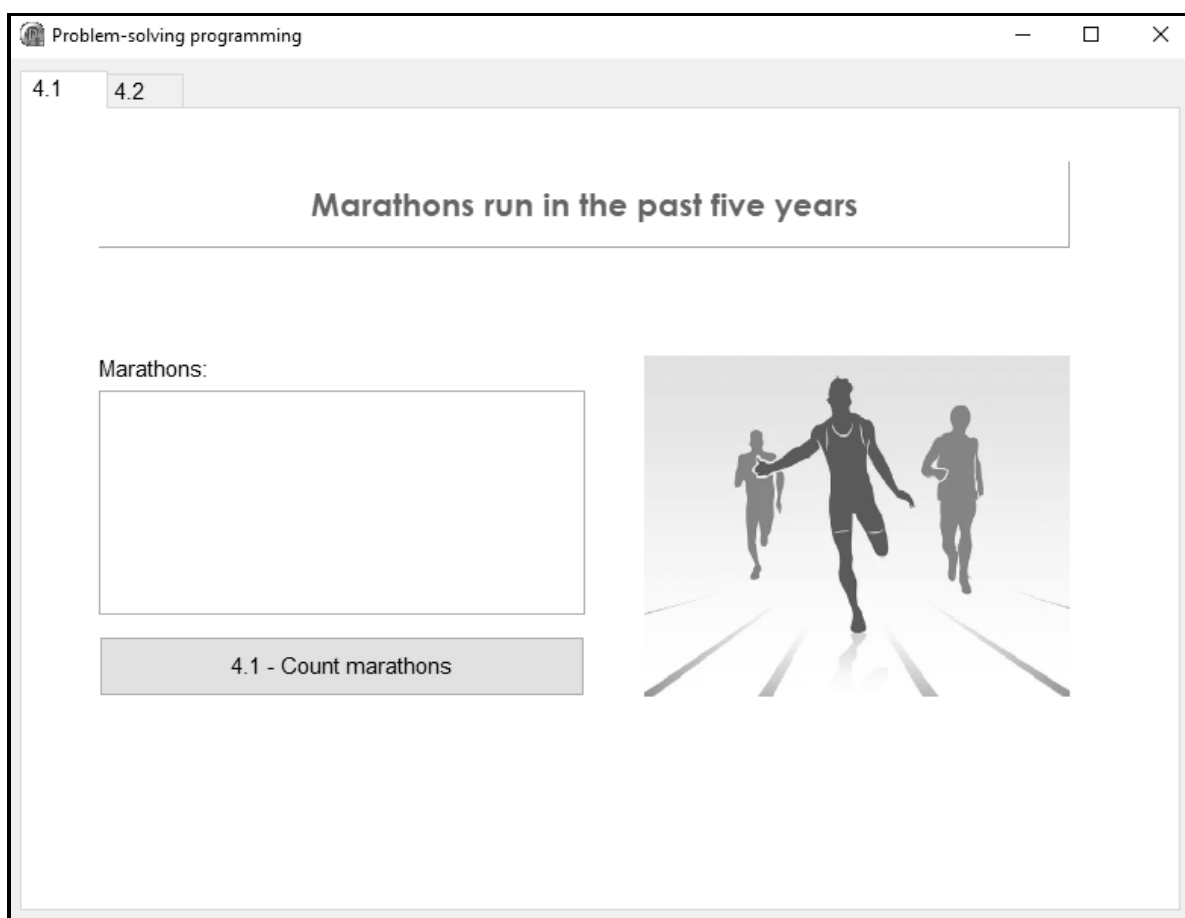 Problem-solving programming
4.1
4.2
Marathons run in the past five years
Marathons:
4.1 - Count marathons